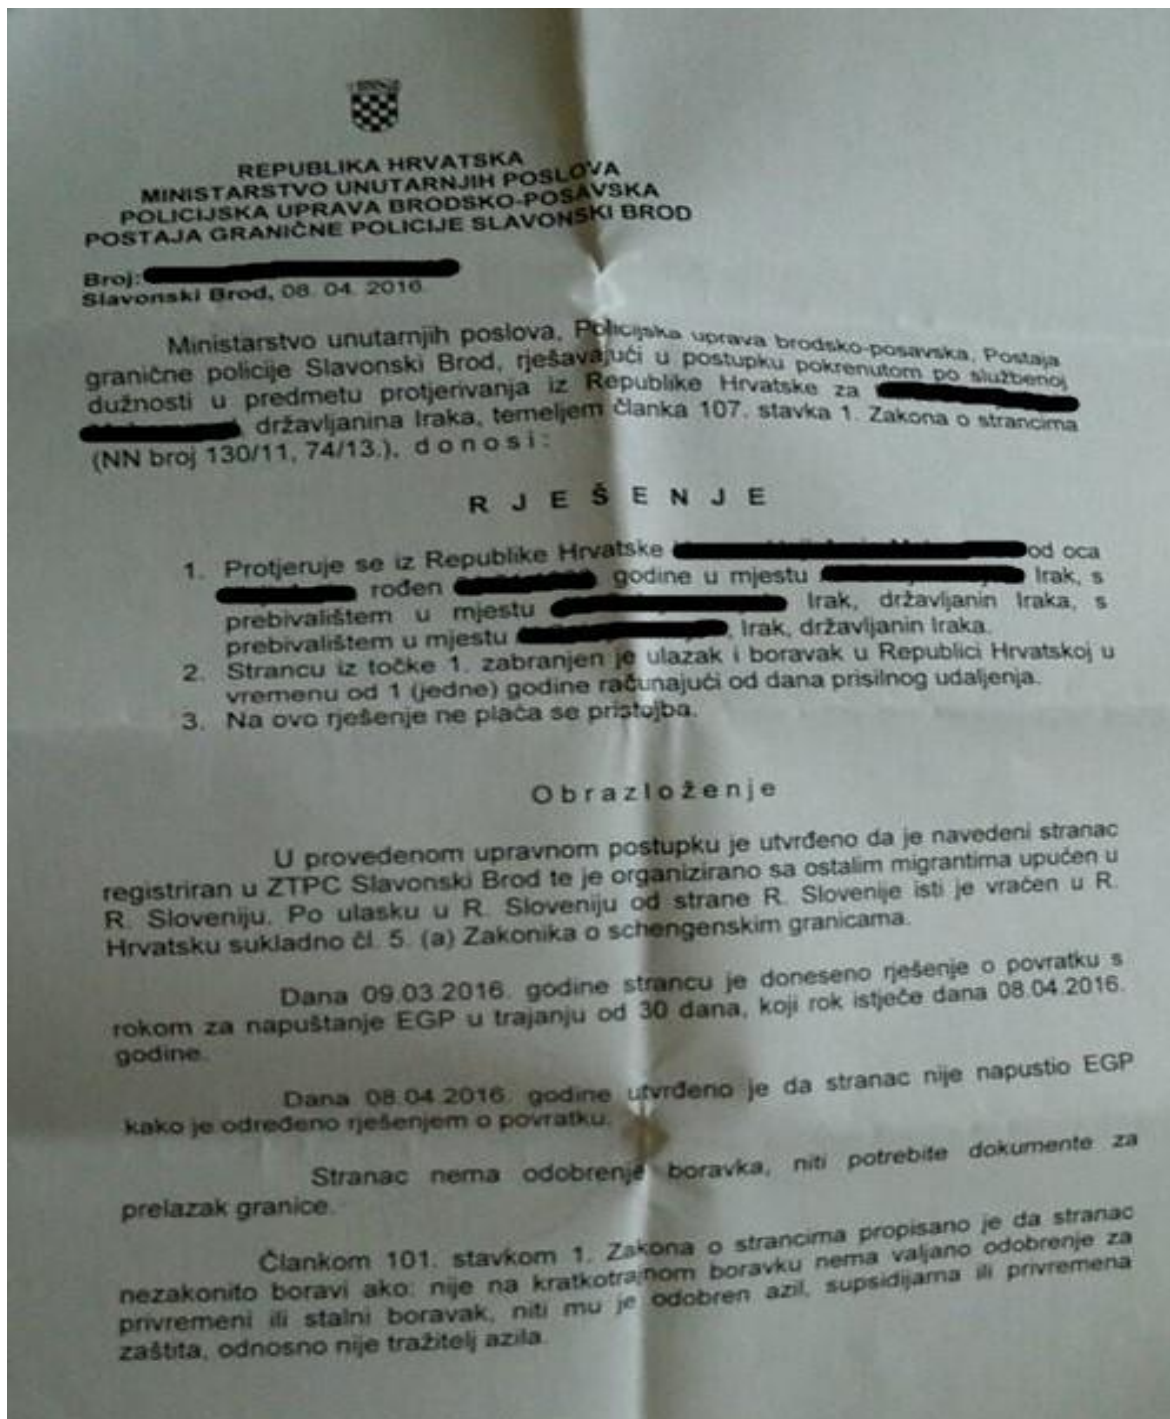 REPUBLIKA HRVATSKA
MINISTARSTVO UNUTARNJIH POSLOVA
POLICIJSKA UPRAVA BRODSKO-POSAVSKA
POSTAJA GRANIČNE POLICIJE SLAVONSKI BROD
Broj:
Slavonski Brod, 08. 04. 2016.
Ministarstvo unutarnjih poslova, Policijska uprava brodsko-posavska, Postaja
granične policije Slavonski Brod, rješavajući u postupku pokrenutom po službenoj
dužnosti u predmetu protjerivanja iz Republike Hrvatske za
državljanina Iraka, temeljem članka 107. stavka 1. Zakona o strancima
(NN broj 130/11, 74/13.), d o n o s i :
R J E Š E N J E
1. Protjeruje se iz Republike Hrvatske od oca
rođen godine u mjestu Irak, s
prebivalištem u mjestu Irak, državljanin Iraka, s
prebivalištem u mjestu , Irak, državljanin Iraka.
2. Strancu iz točke 1. zabranjen je ulazak i boravak u Republici Hrvatskoj u
vremenu od 1 (jedne) godine računajući od dana prisilnog udaljenja.
3. Na ovo rješenje ne plaća se pristojba.
O b r a z l o ž e n j e
U provedenom upravnom postupku je utvrđeno da je navedeni stranac
registriran u ZTPC Slavonski Brod te je organizirano sa ostalim migrantima upućen u
R. Sloveniju. Po ulasku u R. Sloveniju od strane R. Slovenije isti je vraćen u R.
Hrvatsku sukladno čl. 5. (a) Zakonika o schengenskim granicama.
Dana 09.03.2016. godine strancu je doneseno rješenje o povratku s
rokom za napuštanje EGP u trajanju od 30 dana, koji rok istječe dana 08.04.2016.
godine.
Dana 08.04.2016. godine utvrđeno je da stranac nije napustio EGP
kako je određeno rješenjem o povratku.
Stranac nema odobrenje boravka, niti potrebite dokumente za
prelazak granice.
Člankom 101. stavkom 1. Zakona o strancima propisano je da stranac
nezakonito boravi ako: nije na kratkotrajnom boravku nema valjano odobrenje za
privremeni ili stalni boravak, niti mu je odobren azil, supsidijarna ili privremena
zaštita, odnosno nije tražitelj azila.